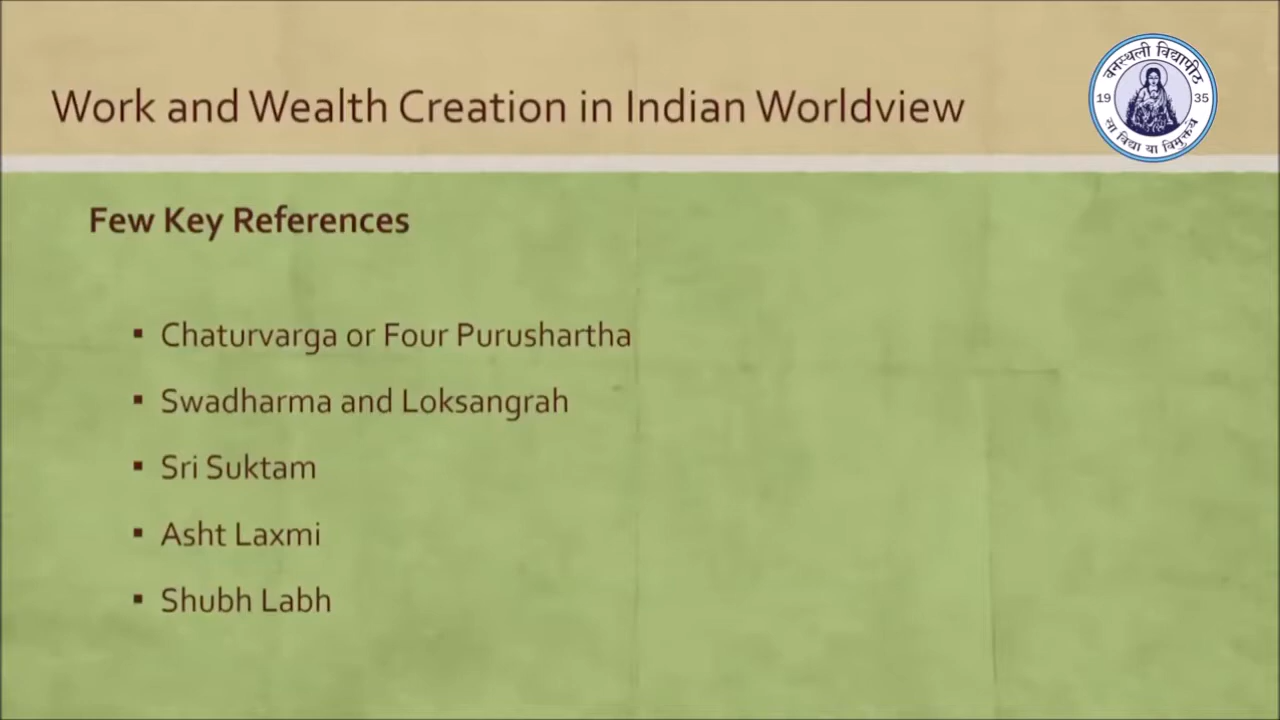 Work and Wealth Creation in Indian Worldview
वनस्थली विद्यापीठ
19 35
सा विद्या या विमुक्तये
Few Key References
▪ Chaturvarga or Four Purushartha
▪ Swadharma and Loksangrah
▪ Sri Suktam
▪ Asht Laxmi
▪ Shubh Labh